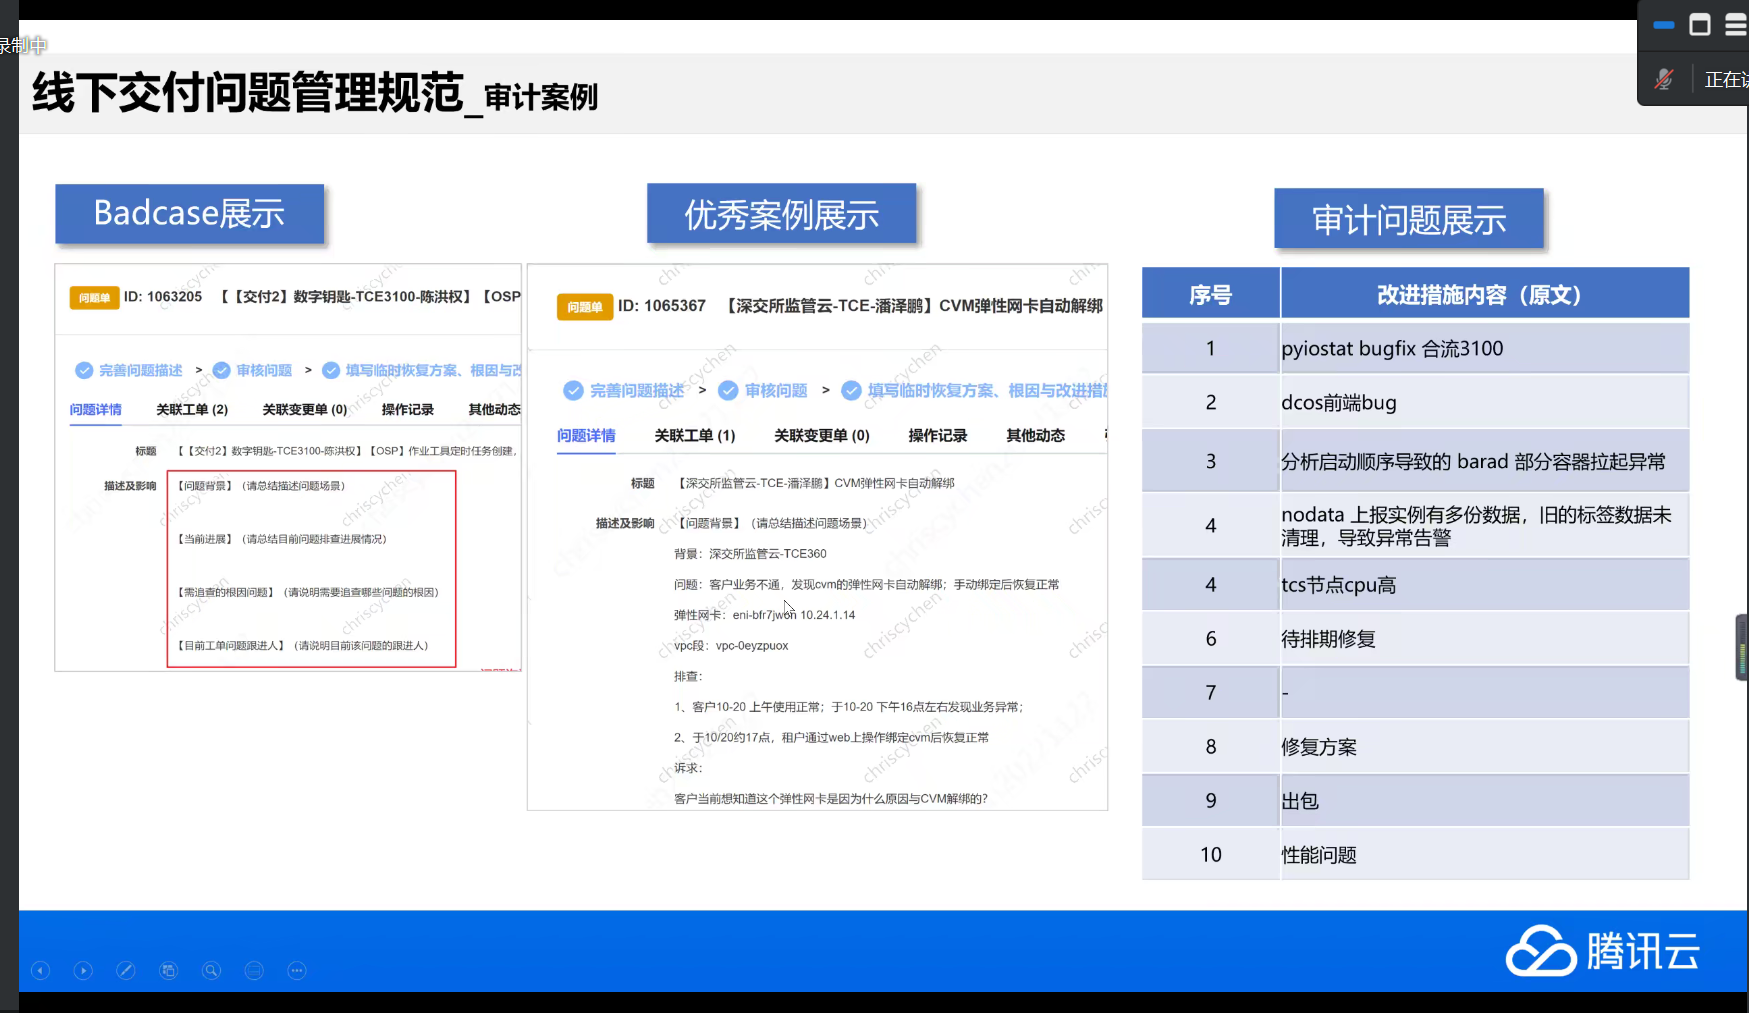 录制中
正在讲
线下交付问题管理规范_审计案例
Badcase展示
问题单 ID: 1063205 【【交付2】数字钥匙-TCE3100-陈洪权】【OSP
完善问题描述 > 审核问题 > 填写临时恢复方案、根因与改
问题详情 关联工单 (2) 关联变更单 (0) 操作记录 其他动态
标题 【【交付2】数字钥匙-TCE3100-陈洪权】【OSP】作业工具定时任务创建,
描述及影响 【问题背景】（请总结描述问题场景）
【当前进展】（请总结目前问题排查进展情况）
【需追查的根因问题】（请说明需要追查哪些问题的根因）
【目前工单问题跟进人】（请说明目前该问题的跟进人）
优秀案例展示
问题单 ID: 1065367 【深交所监管云-TCE-潘泽鹏】CVM弹性网卡自动解绑
完善问题描述 > 审核问题 > 填写临时恢复方案、根因与改进措施
问题详情 关联工单 (1) 关联变更单 (0) 操作记录 其他动态
标题 【深交所监管云-TCE-潘泽鹏】CVM弹性网卡自动解绑
描述及影响 【问题背景】（请总结描述问题场景）
背景：深交所监管云-TCE360
问题：客户业务不通，发现cvm的弹性网卡自动解绑；手动绑定后恢复正常
弹性网卡：eni-bfr7jwon 10.24.1.14
vpc段：vpc-0eyzpuox
排查：
1、客户10-20 上午使用正常；于10-20 下午16点左右发现业务异常；
2、于10/20约17点，租户通过web上操作绑定cvm后恢复正常
诉求：
客户当前想知道这个弹性网卡是因为什么原因与CVM解绑的?
chriscychen
审计问题展示
序号 改进措施内容（原文）
1 pyiostat bugfix 合流3100
2 dcos前端bug
3 分析启动顺序导致的 barad 部分容器拉起异常
4 nodata 上报实例有多份数据，旧的标签数据未
清理，导致异常告警
4 tcs节点cpu高
6 待排期修复
7 -
8 修复方案
9 出包
10 性能问题
腾讯云